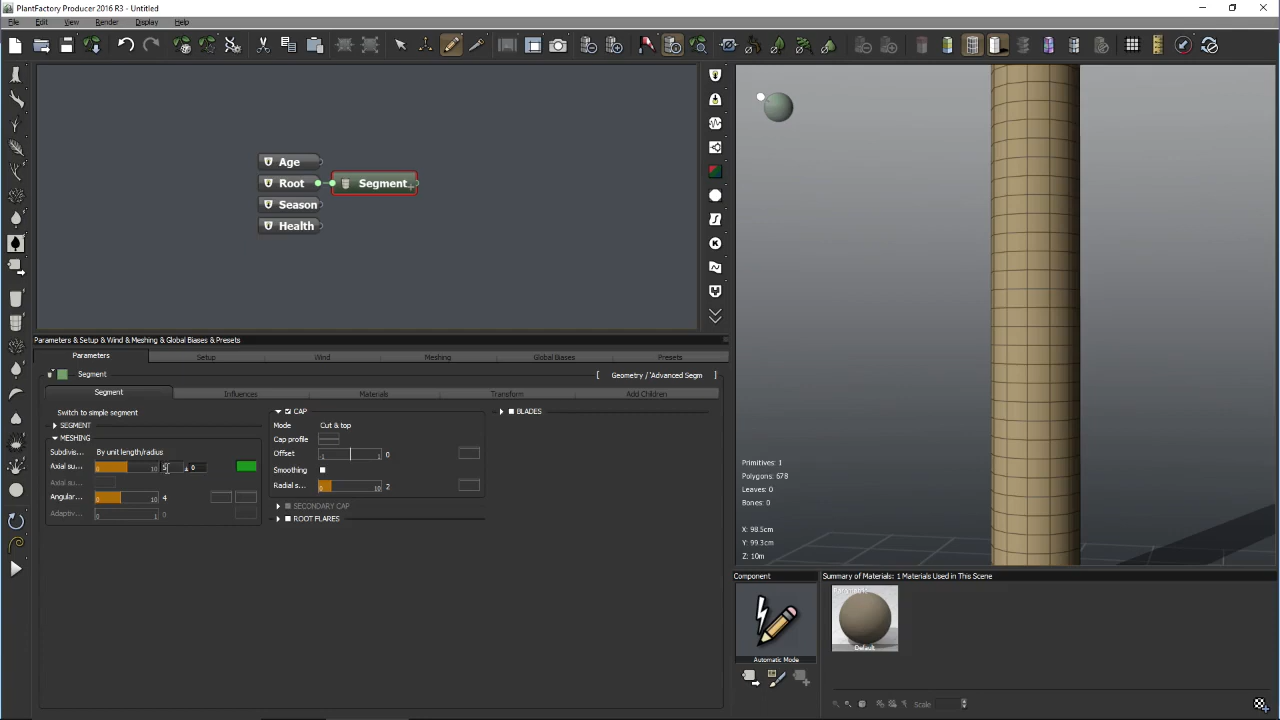 PlantFactory Producer 2016 R3 - Untitled
File Edit View Render Display Help
Age
Root
Segment
Season
Health
Parameters & Setup & Wind & Meshing & Global Biases & Presets
Parameters Setup Wind Meshing Global Biases Presets
Segment [ Geometry / 'Advanced Segm ]
Segment Influences Materials Transform Add Children
Switch to simple segment
SEGMENT
MESHING
Subdivis... By unit length/radius
Axial su... 0 10 5 ± 0
Axial su...
Angular... 0 10 4
Adaptiv... 0 1 0
CAP
Mode Cut & top
Cap profile
Offset -1 1 0
Smoothing
Radial s... 0 10 2
SECONDARY CAP
ROOT FLARES
BLADES
Primitives: 1
Polygons: 678
Leaves: 0
Bones: 0
X: 98.5cm
Y: 99.3cm
Z: 10m
Component
Automatic Mode
Summary of Materials: 1 Materials Used in This Scene
Default
Scale